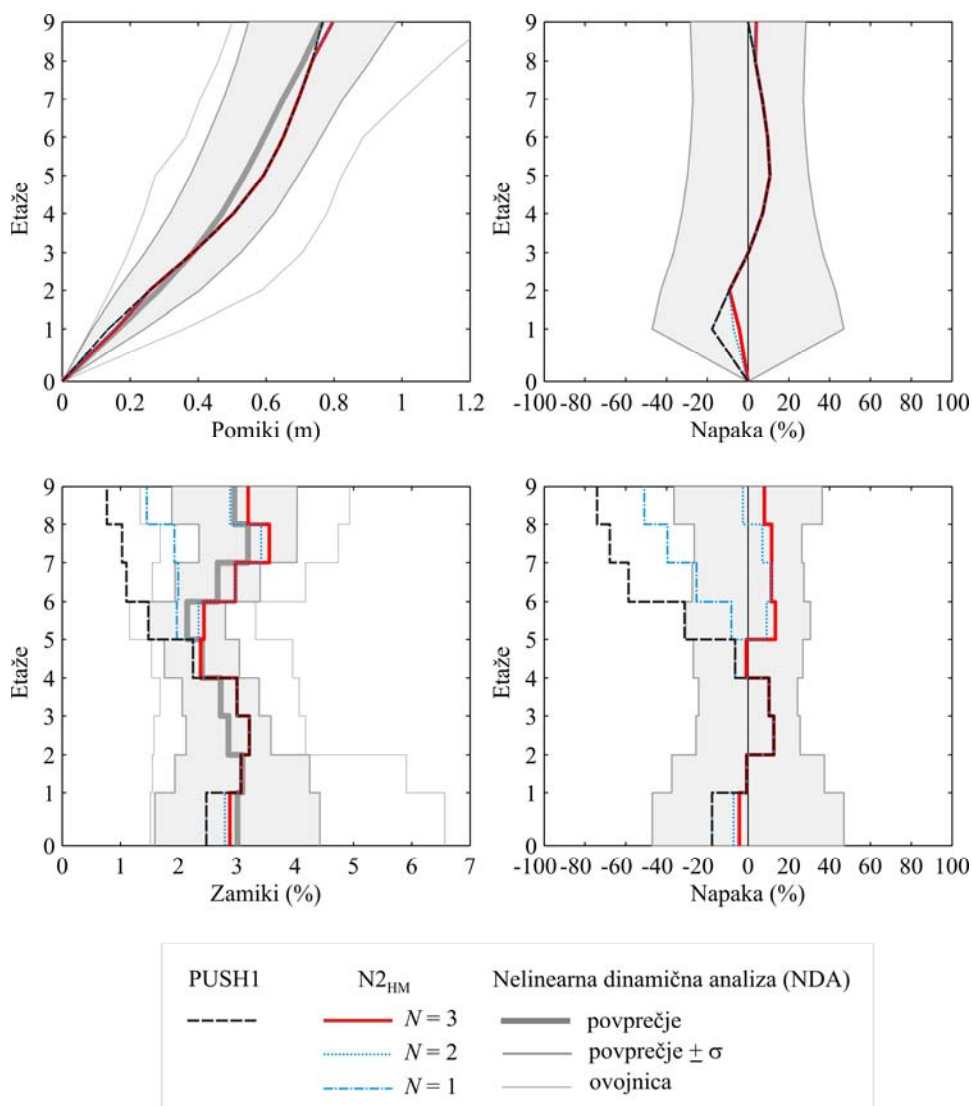 Etaže
9
8
7
6
5
4
3
2
1
0
0 0.2 0.4 0.6 0.8 1 1.2
Pomiki (m)
Etaže
9
8
7
6
5
4
3
2
1
0
-100 -80 -60 -40 -20 0 20 40 60 80 100
Napaka (%)
Etaže
9
8
7
6
5
4
3
2
1
0
0 1 2 3 4 5 6 7
Zamiki (%)
Etaže
9
8
7
6
5
4
3
2
1
0
-100 -80 -60 -40 -20 0 20 40 60 80 100
Napaka (%)
PUSH1 N2HM Nelinearna dinamična analiza (NDA)
N = 3 povprečje
N = 2 povprečje ± σ
N = 1 ovojnica